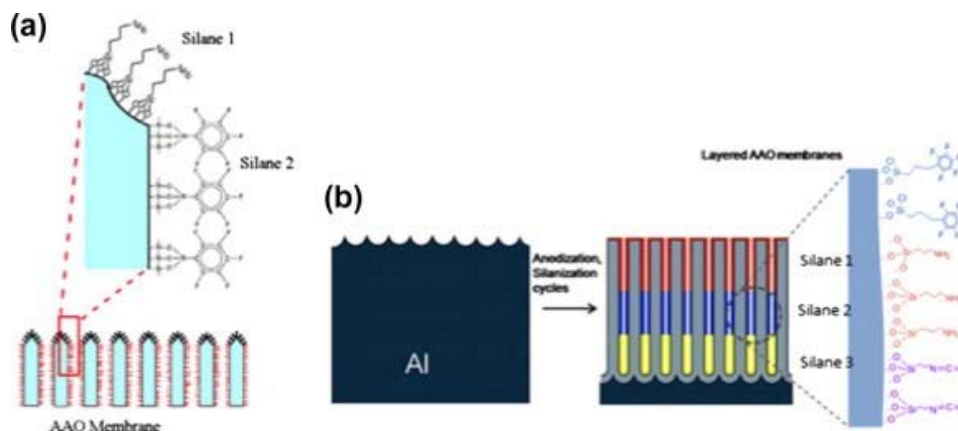 (a)
Silane 1
Silane 2
AAO Membrane
(b)
Al
Anodization,
Silanization
cycles
Layered AAO membranes
Silane 1
Silane 2
Silane 3